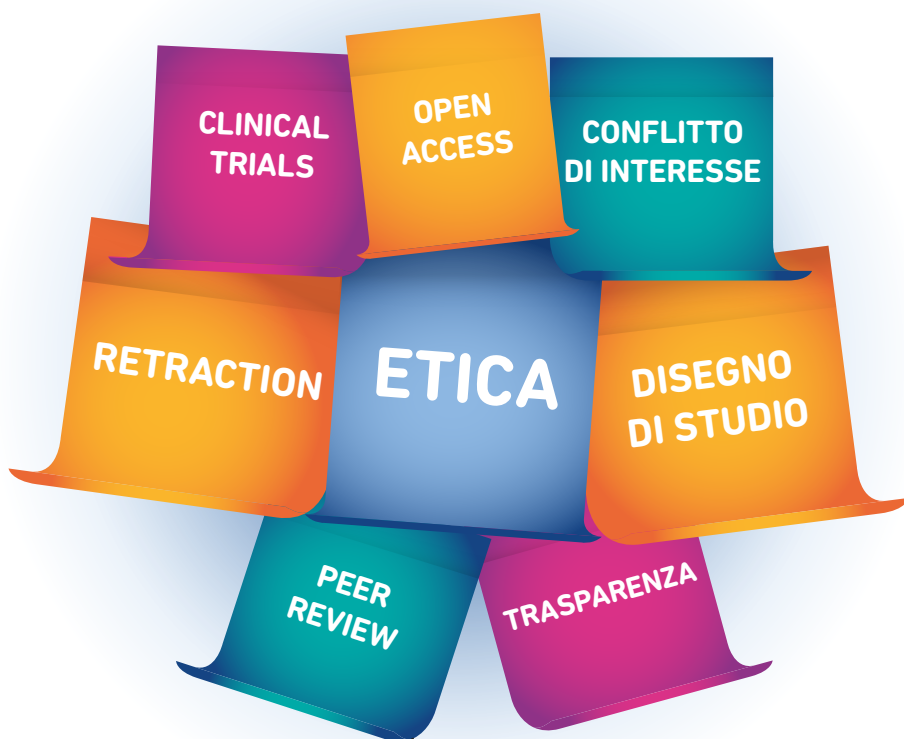 CLINICAL
TRIALS
OPEN
ACCESS
CONFLITTO
DI INTERESSE
RETRACTION
ETICA
DISEGNO
DI STUDIO
PEER
REVIEW
TRASPARENZA